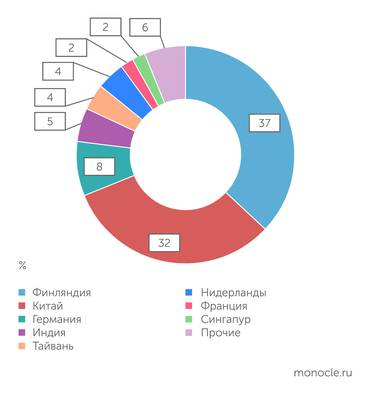 2
6
2
4
4
5
37
8
32
%
Финляндия
Китай
Германия
Индия
Тайвань
Нидерланды
Франция
Сингапур
Прочие
monocle.ru